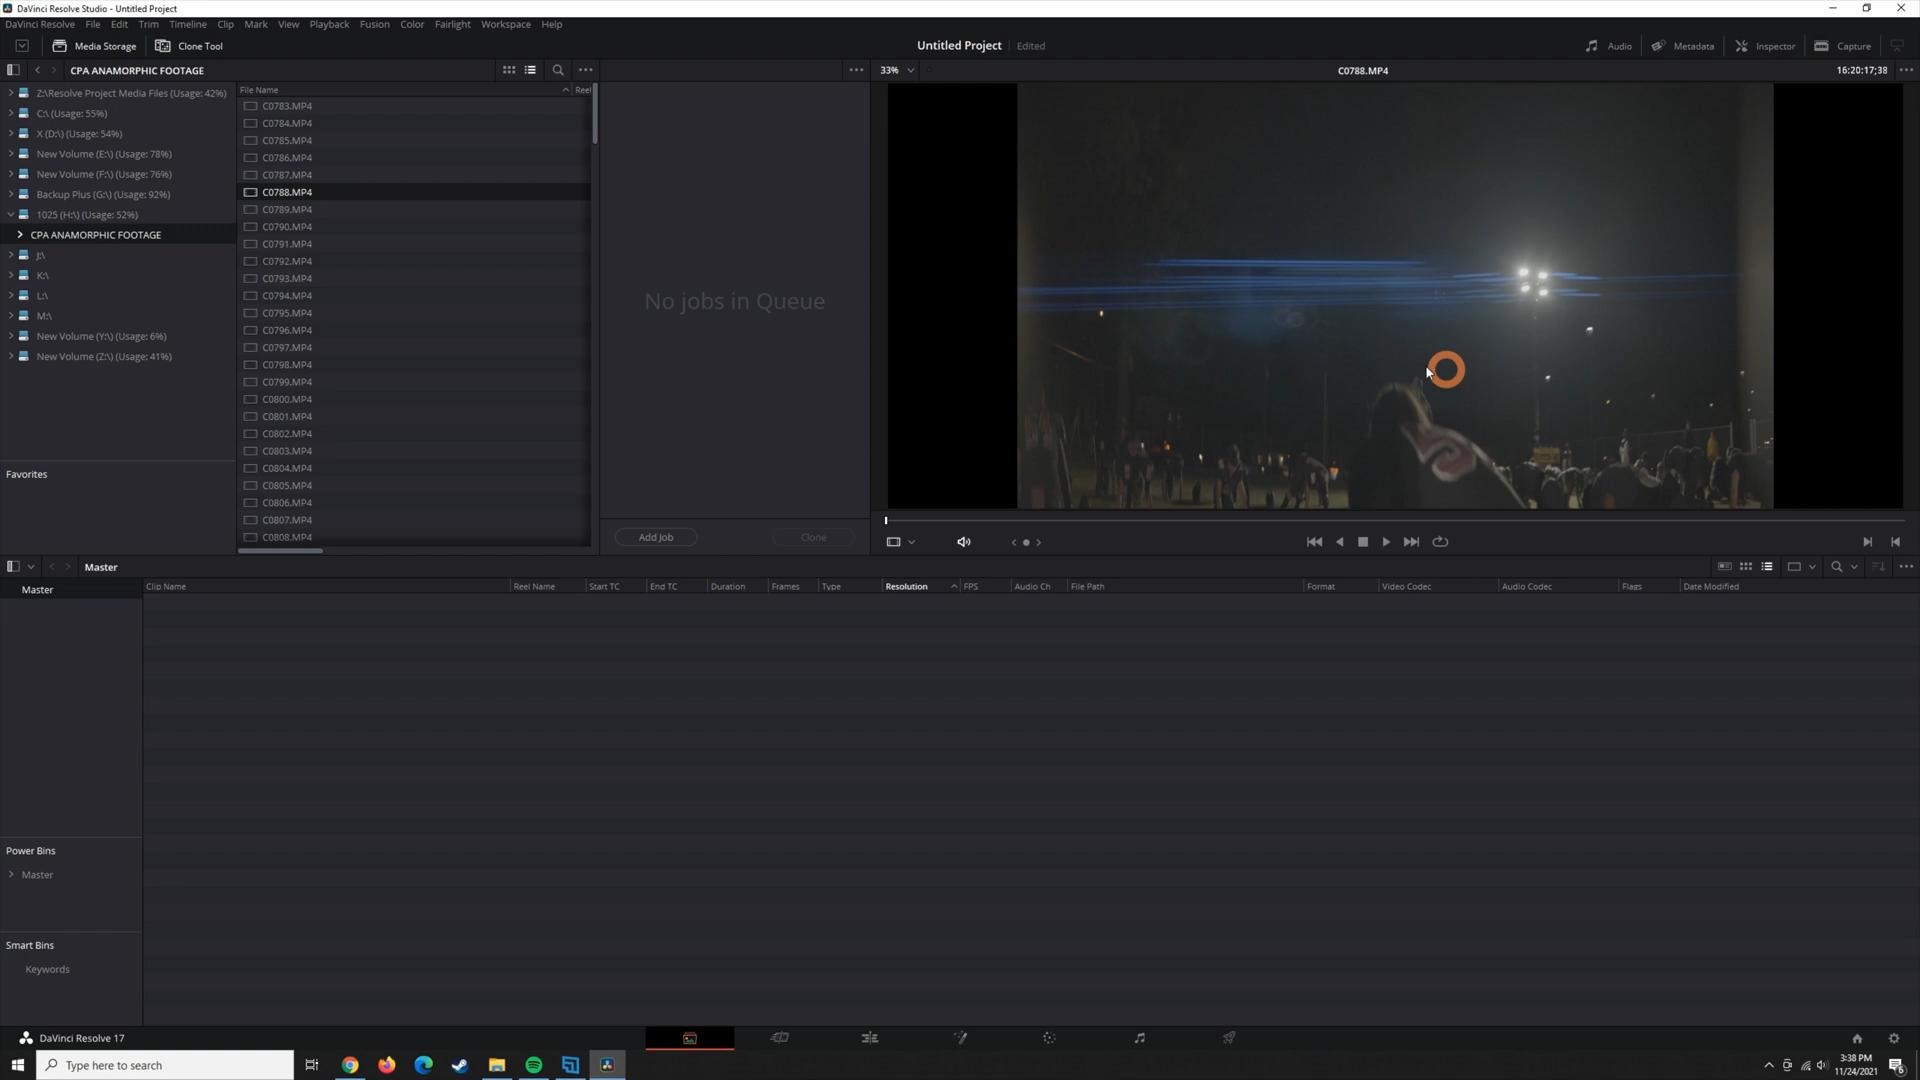 DaVinci Resolve Studio - Untitled Project
DaVinci Resolve File Edit Trim Timeline Clip Mark View Playback Fusion Color Fairlight Workspace Help
Media Storage Clone Tool Untitled Project Edited Audio Metadata Inspector Capture
CPA ANAMORPHIC FOOTAGE 33% C0788.MP4 16:20:17;38
Z:\Resolve Project Media Files (Usage: 42%)
C:\ (Usage: 55%)
X (D:\) (Usage: 54%)
New Volume (E:\) (Usage: 78%)
New Volume (F:\) (Usage: 76%)
Backup Plus (G:\) (Usage: 92%)
1025 (H:\) (Usage: 52%)
CPA ANAMORPHIC FOOTAGE
J:\
K:\
L:\
M:\
New Volume (Y:\) (Usage: 6%)
New Volume (Z:\) (Usage: 41%)
Favorites
File Name Reel
C0783.MP4
C0784.MP4
C0785.MP4
C0786.MP4
C0787.MP4
C0788.MP4
C0789.MP4
C0790.MP4
C0791.MP4
C0792.MP4
C0793.MP4
C0794.MP4
C0795.MP4
C0796.MP4
C0797.MP4
C0798.MP4
C0799.MP4
C0800.MP4
C0801.MP4
C0802.MP4
C0803.MP4
C0804.MP4
C0805.MP4
C0806.MP4
C0807.MP4
C0808.MP4
No jobs in Queue
Add Job Clone
Master
Master
Clip Name Reel Name Start TC End TC Duration Frames Type Resolution FPS Audio Ch File Path Format Video Codec Audio Codec Flags Date Modified
Power Bins
Master
Smart Bins
Keywords
DaVinci Resolve 17
Type here to search
3:38 PM
11/24/2021
6